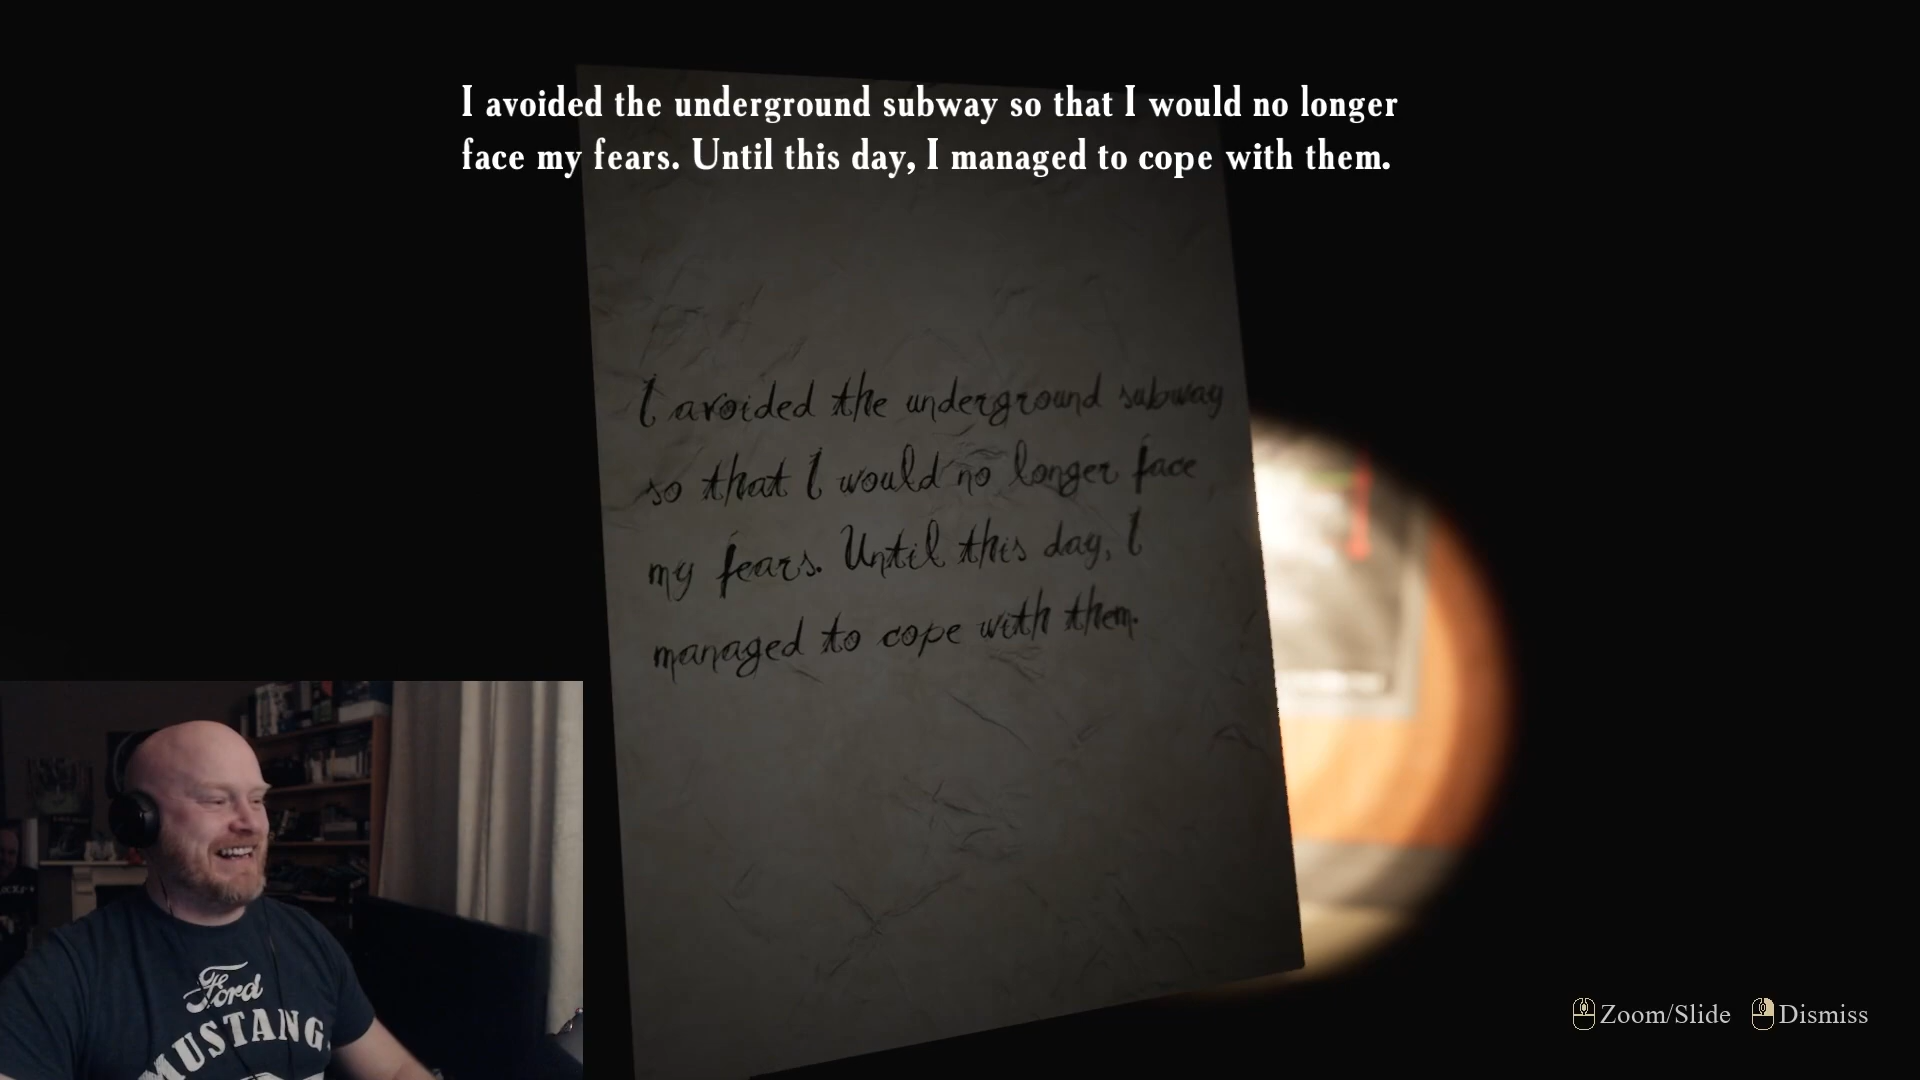 I avoided the underground subway so that I would no longer
face my fears. Until this day, I managed to cope with them.
I avoided the underground subway
so that I would no longer face
my fears. Until this day, I
managed to cope with them.
Ford
MUSTANG
Zoom/Slide
Dismiss